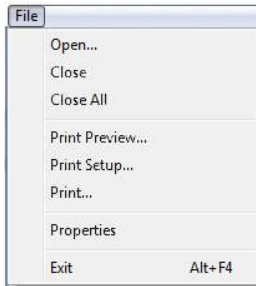 File
Open...
Close
Close All
Print Preview...
Print Setup...
Print...
Properties
Exit Alt+F4